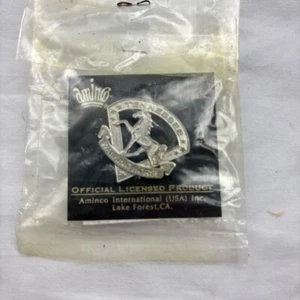 aminco
OFFICIAL LICENSED PRODUCT
Aminco International (USA) Inc.
Lake Forest, CA.